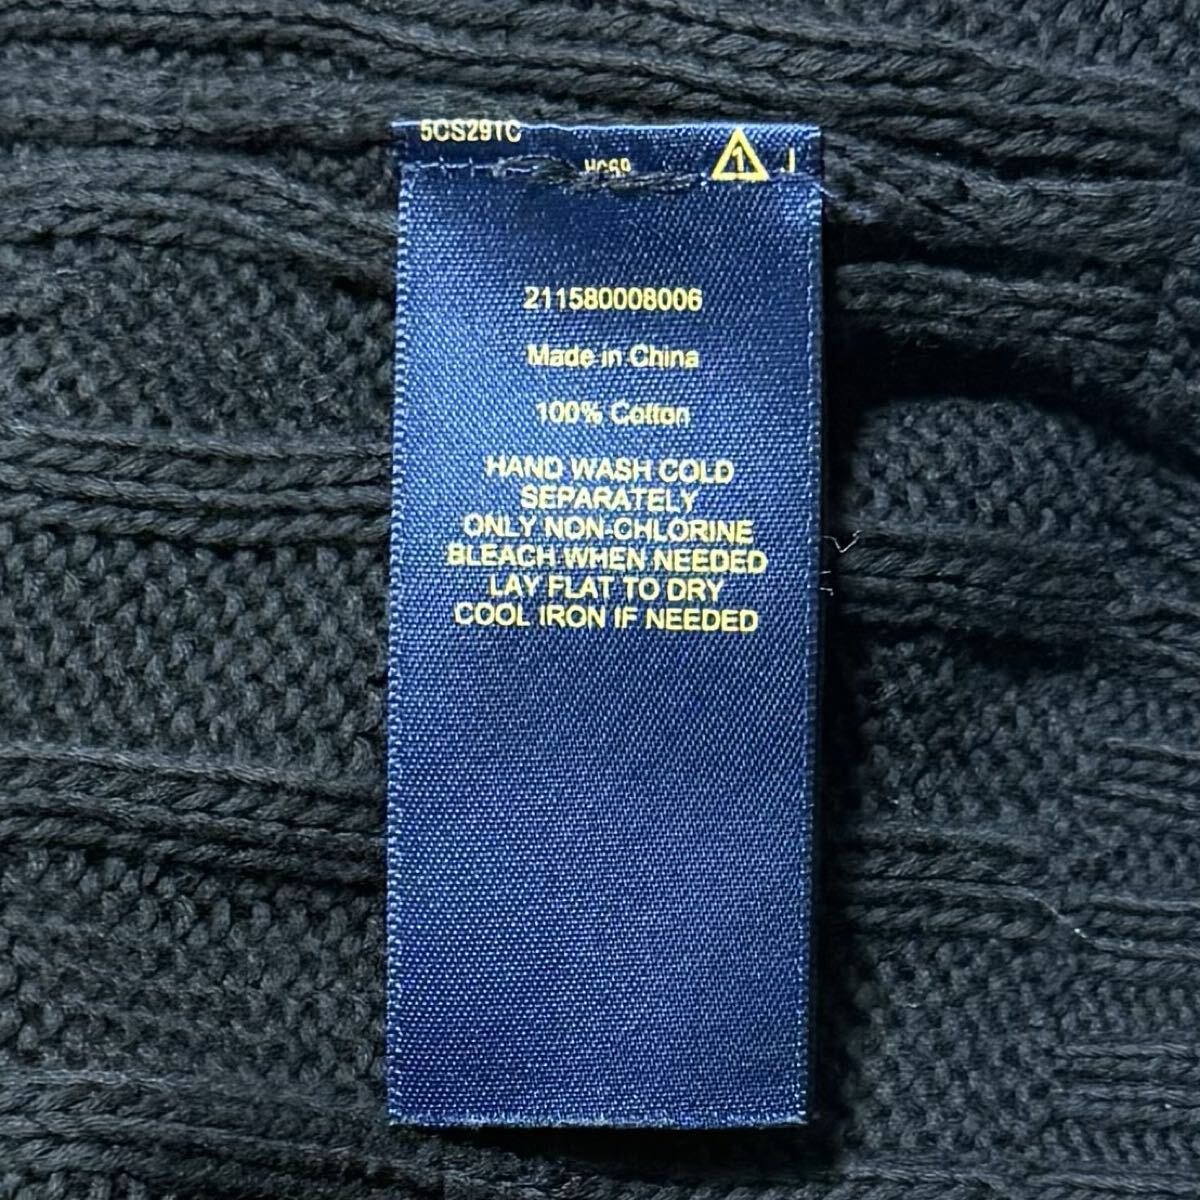 5CS291C
1 J
211580008006
Made in China
100% Cotton
HAND WASH COLD
SEPARATELY
ONLY NON-CHLORINE
BLEACH WHEN NEEDED
LAY FLAT TO DRY
COOL IRON IF NEEDED